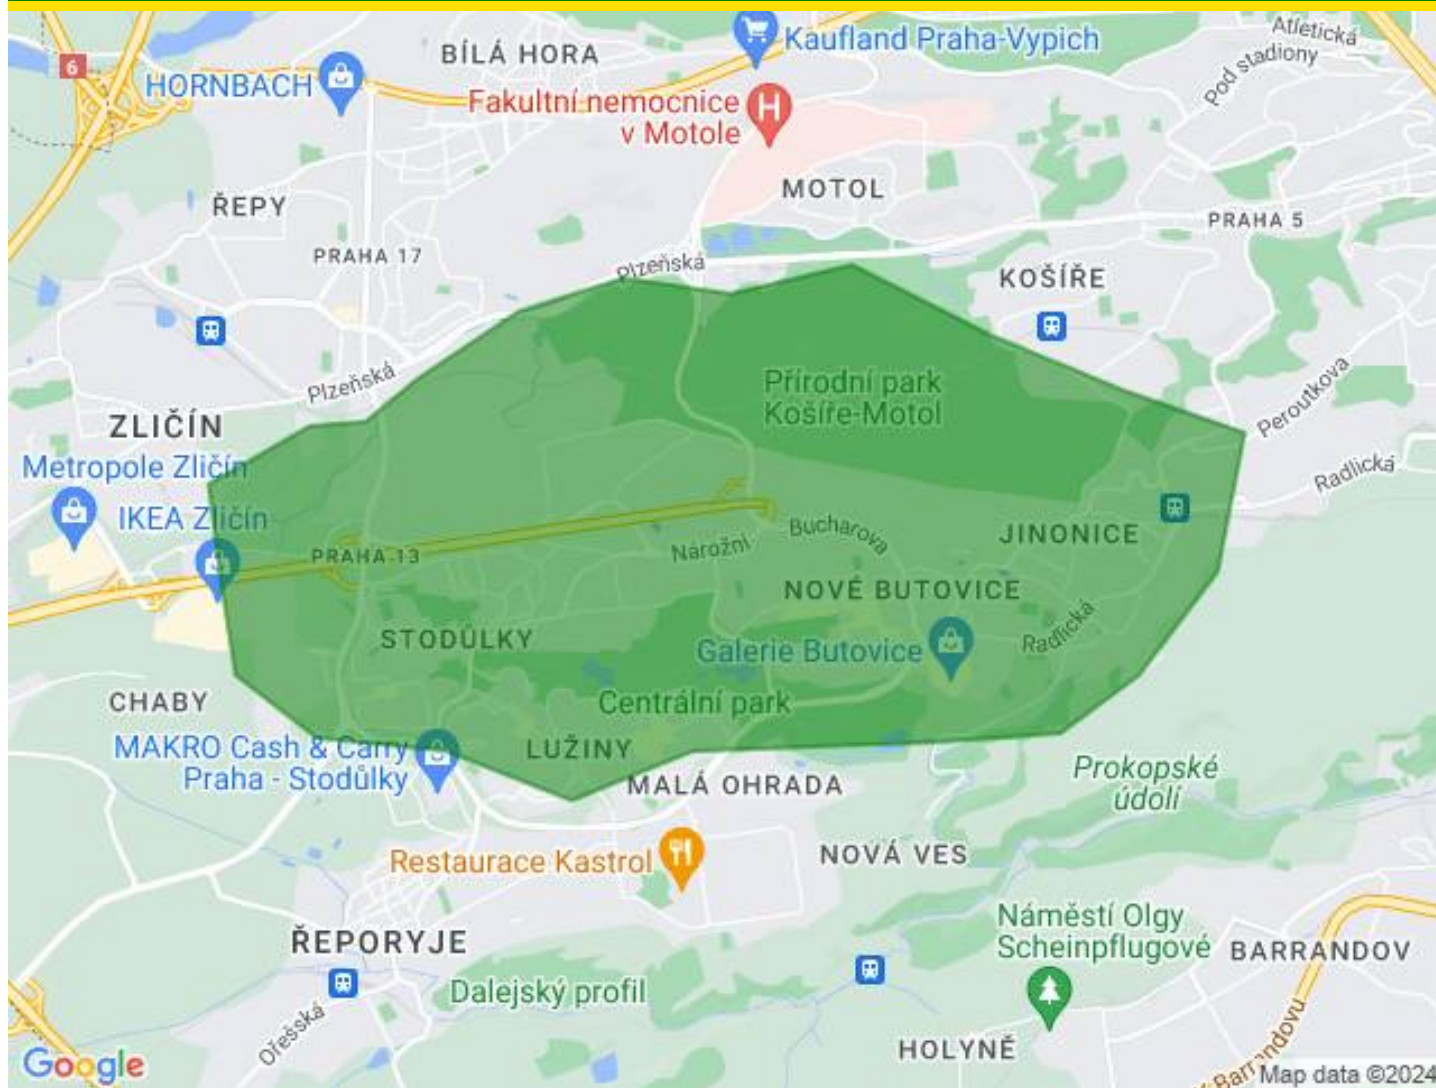 Atletická
Pod stadiony
Kaufland Praha-Vypich
BÍLÁ HORA
6
HORNBACH
Fakultní nemocnice
v Motole
MOTOL
ŘEPY
PRAHA 5
PRAHA 17
Plzeňská
KOŠÍŘE
Plzeňská
Přírodní park
Košíře-Motol
Peroutkova
ZLIČÍN
Metropole Zličín
Radlická
IKEA Zličín
Bucharova
JINONICE
PRAHA 13
Nárožní
NOVÉ BUTOVICE
STODŮLKY
Radlická
Galerie Butovice
CHABY
Centrální park
MAKRO Cash & Carry
Praha - Stodůlky
LUŽINY
MALÁ OHRADA
Prokopské
údolí
Restaurace Kastrol
NOVÁ VES
Náměstí Olgy
Scheinpflugové
ŘEPORYJE
BARRANDOV
Dalejský profil
Ořešská
HOLYNĚ
K Barrandovu
Google
Map data ©2024